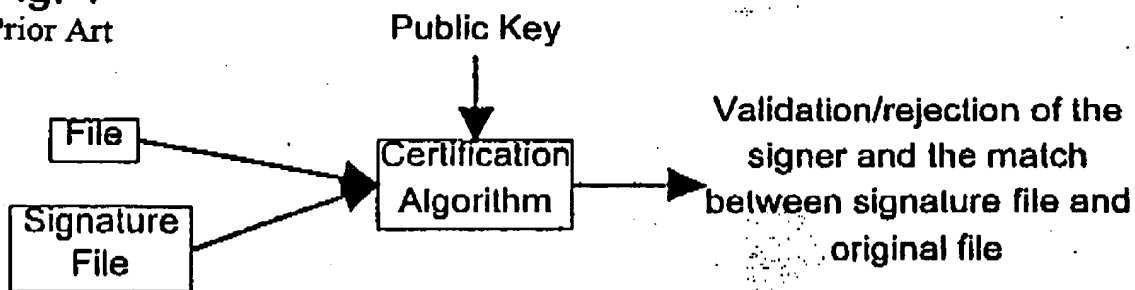 Prior Art
Public Key
File
Signature
File
Certification
Algorithm
Validation/rejection of the
signer and the match
between signature file and
original file